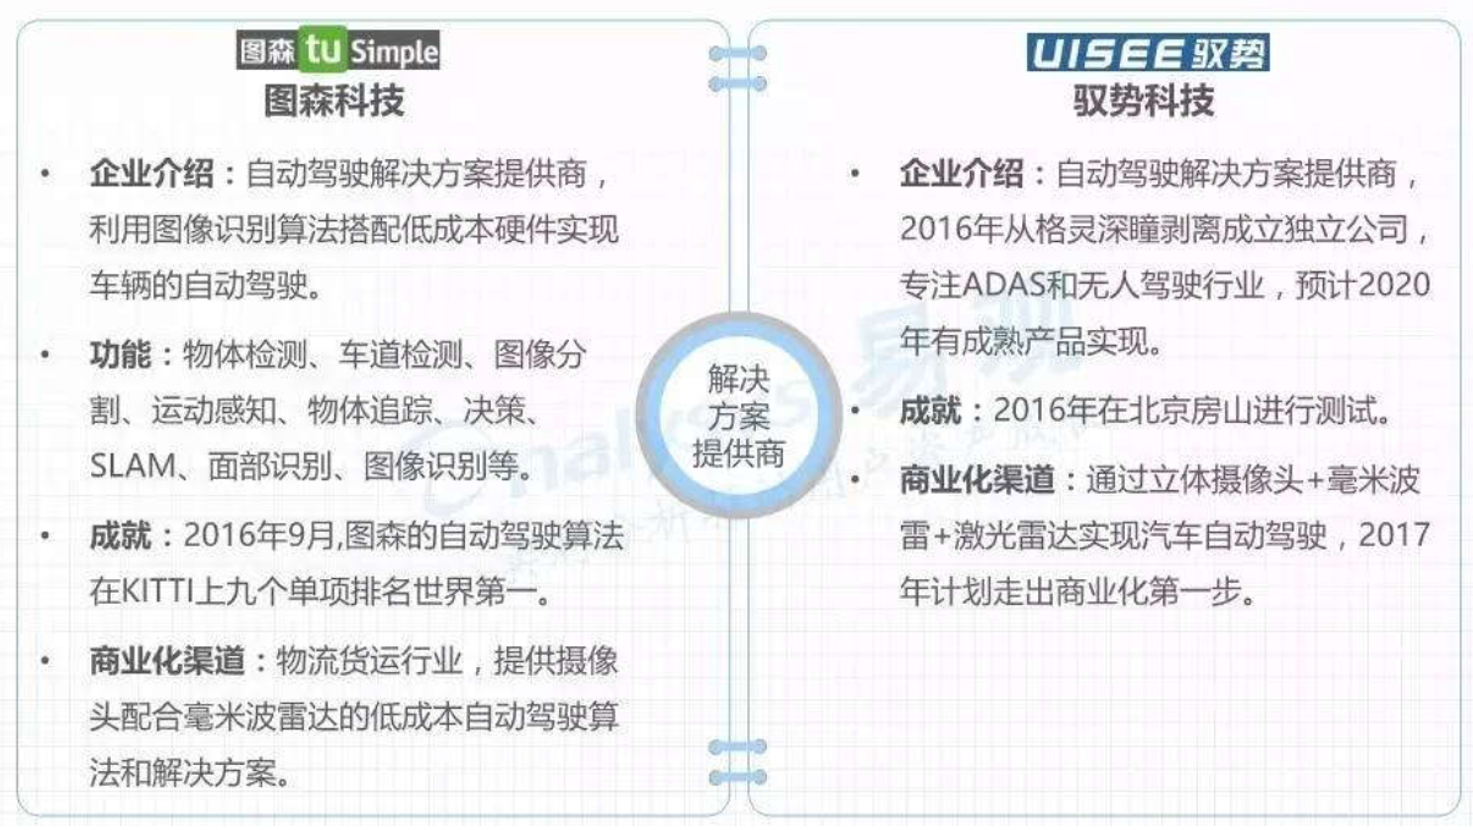 图森 tu Simple
图森科技
• 企业介绍：自动驾驶解决方案提供商，
利用图像识别算法搭配低成本硬件实现
车辆的自动驾驶。
• 功能：物体检测、车道检测、图像分
割、运动感知、物体追踪、决策、
SLAM、面部识别、图像识别等。
• 成就：2016年9月,图森的自动驾驶算法
在KITTI上九个单项排名世界第一。
• 商业化渠道：物流货运行业，提供摄像
头配合毫米波雷达的低成本自动驾驶算
法和解决方案。
解决
方案
提供商
UISEE 驭势
驭势科技
• 企业介绍：自动驾驶解决方案提供商，
2016年从格灵深瞳剥离成立独立公司，
专注ADAS和无人驾驶行业，预计2020
年有成熟产品实现。
• 成就：2016年在北京房山进行测试。
• 商业化渠道：通过立体摄像头+毫米波
雷+激光雷达实现汽车自动驾驶，2017
年计划走出商业化第一步。
analysys 易观